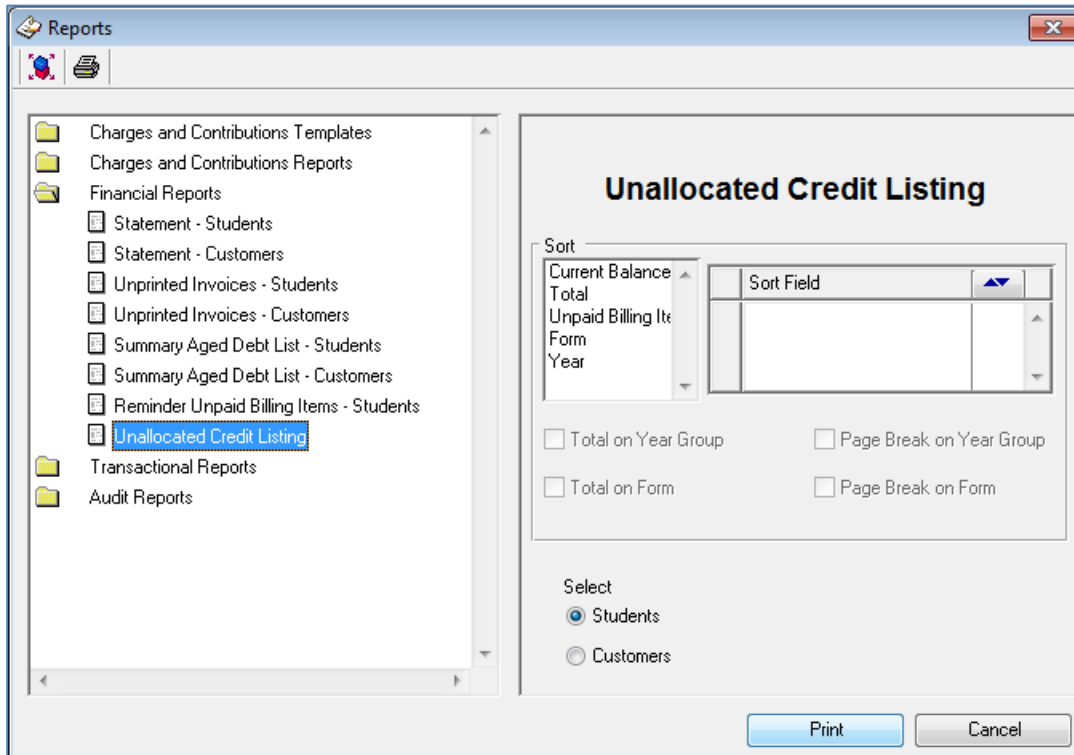 Reports
Charges and Contributions Templates
Charges and Contributions Reports
Financial Reports
Statement - Students
Statement - Customers
Unprinted Invoices - Students
Unprinted Invoices - Customers
Summary Aged Debt List - Students
Summary Aged Debt List - Customers
Reminder Unpaid Billing Items - Students
Unallocated Credit Listing
Transactional Reports
Audit Reports
Unallocated Credit Listing
Sort
Current Balance
Total
Unpaid Billing Ite
Form
Year
Sort Field
Total on Year Group
Page Break on Year Group
Total on Form
Page Break on Form
Select
Students
Customers
Print
Cancel